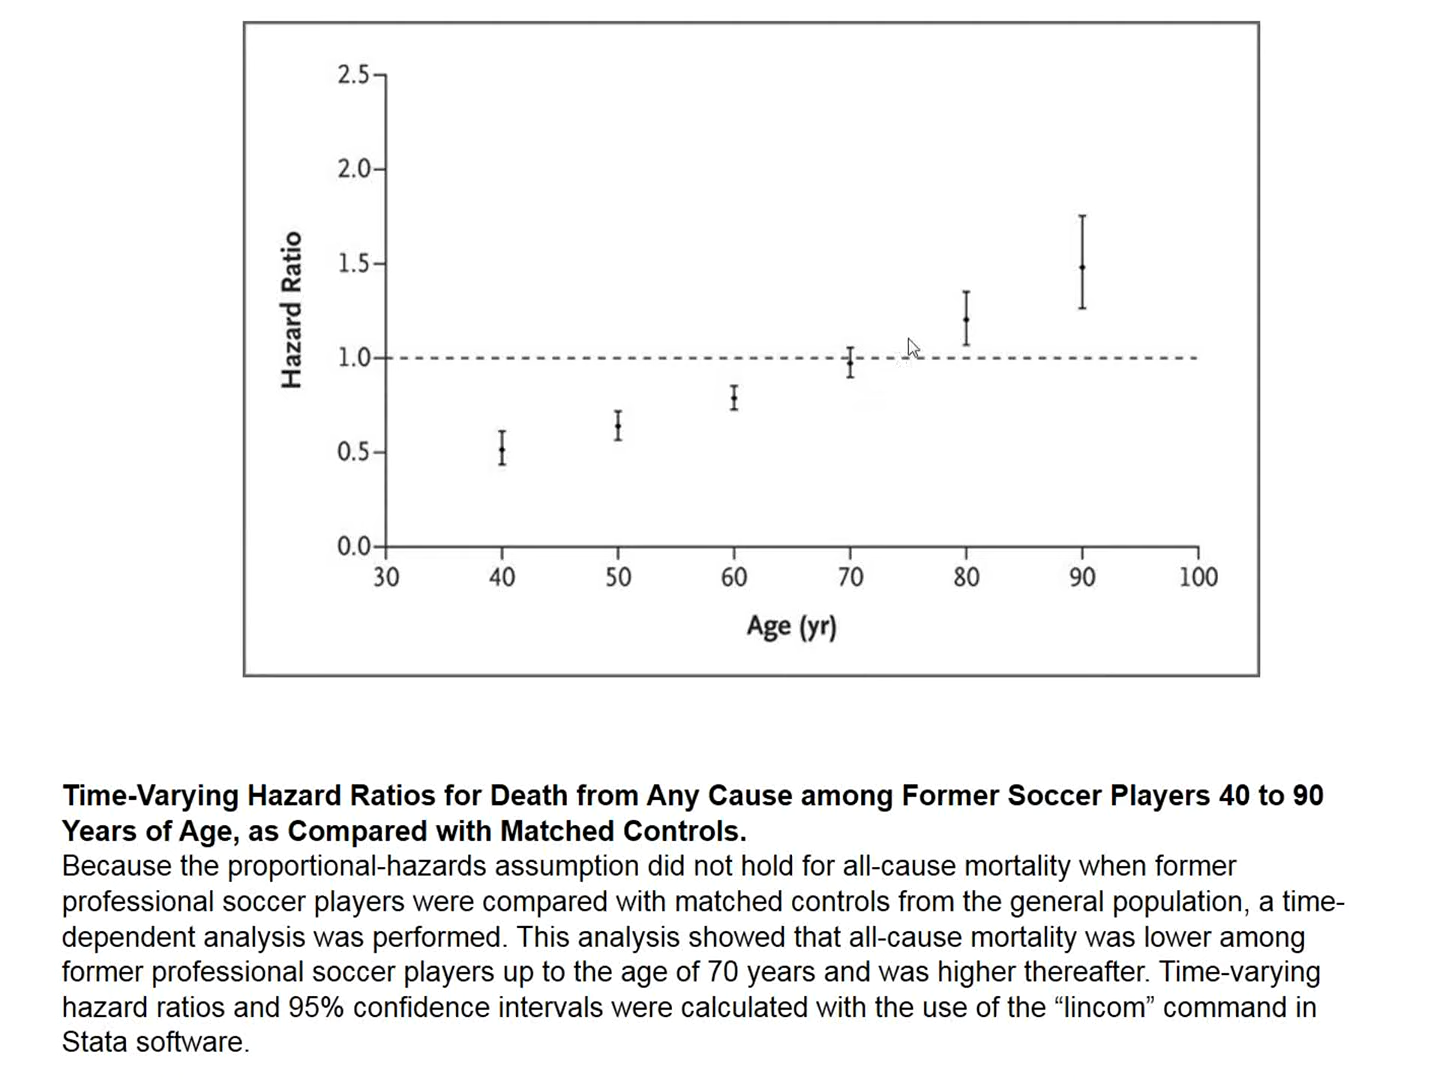 2.5
2.0
1.5
1.0
0.5
0.0
Hazard Ratio
30 40 50 60 70 80 90 100
Age (yr)
Time-Varying Hazard Ratios for Death from Any Cause among Former Soccer Players 40 to 90
Years of Age, as Compared with Matched Controls.
Because the proportional-hazards assumption did not hold for all-cause mortality when former
professional soccer players were compared with matched controls from the general population, a time-
dependent analysis was performed. This analysis showed that all-cause mortality was lower among
former professional soccer players up to the age of 70 years and was higher thereafter. Time-varying
hazard ratios and 95% confidence intervals were calculated with the use of the “lincom” command in
Stata software.